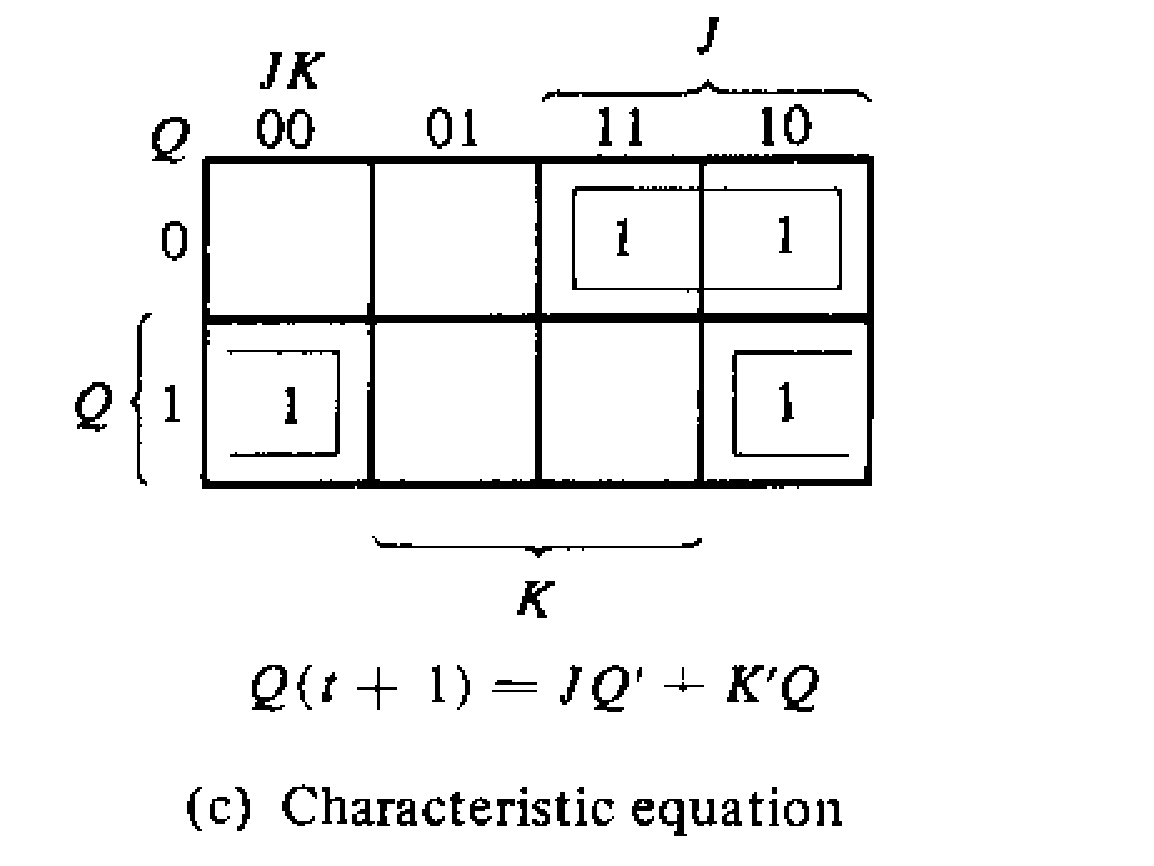 J
JK
Q 00 01 11 10
0 1 1
Q 1 1 1
K
Q(t + 1) = JQ' + K'Q
(c) Characteristic equation